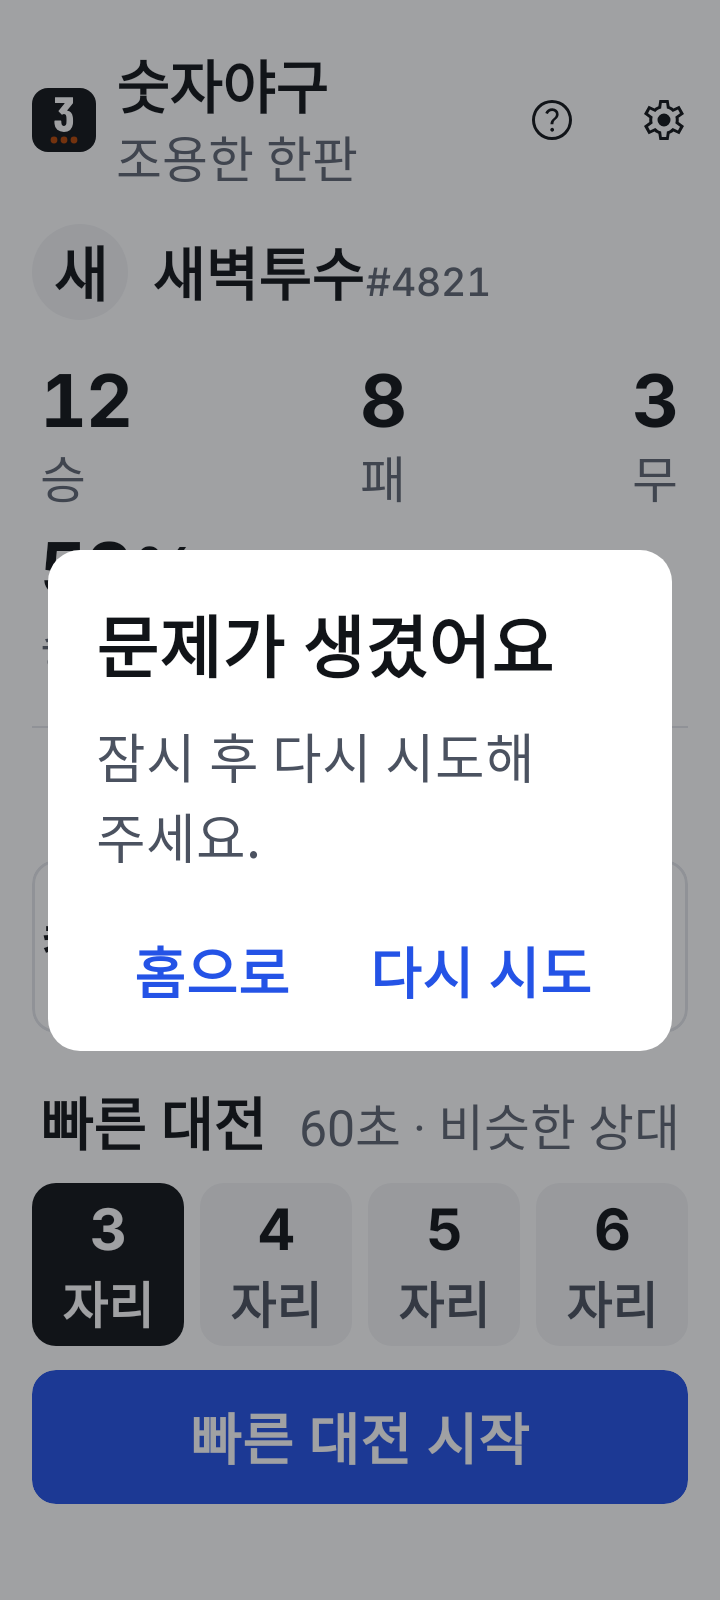 3
숫자야구
조용한 한판
새
새벽투수#4821
12
8
3
승
패
무
문제가 생겼어요
잠시 후 다시 시도해
주세요.
홈으로
다시 시도
빠른 대전
60초 · 비슷한 상대
3
4
5
6
자리
자리
자리
자리
빠른 대전 시작